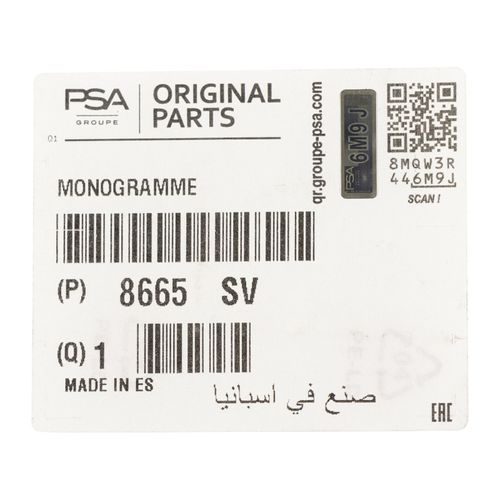 PSA
GROUPE
ORIGINAL
PARTS
01
qr.groupe-psa.com
PSA 6M9J
8MQW3R
446M9J
SCAN!
MONOGRAMME
(P) 8665 SV
(Q) 1
MADE IN ES
صنع في اسبانيا
EAC